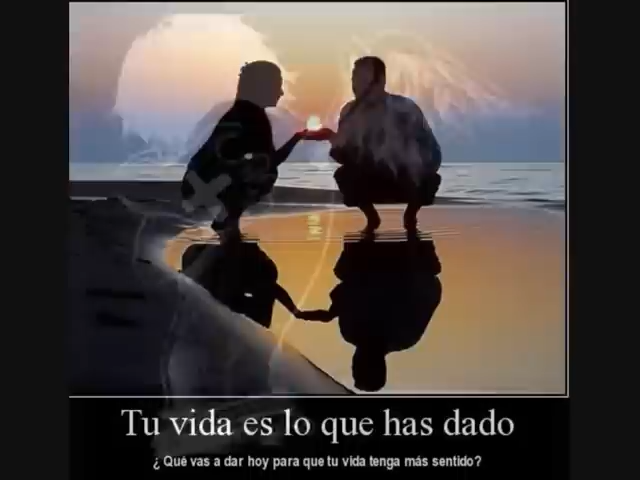 Tu vida es lo que has dado
¿ Qué vas a dar hoy para que tu vida tenga más sentido?